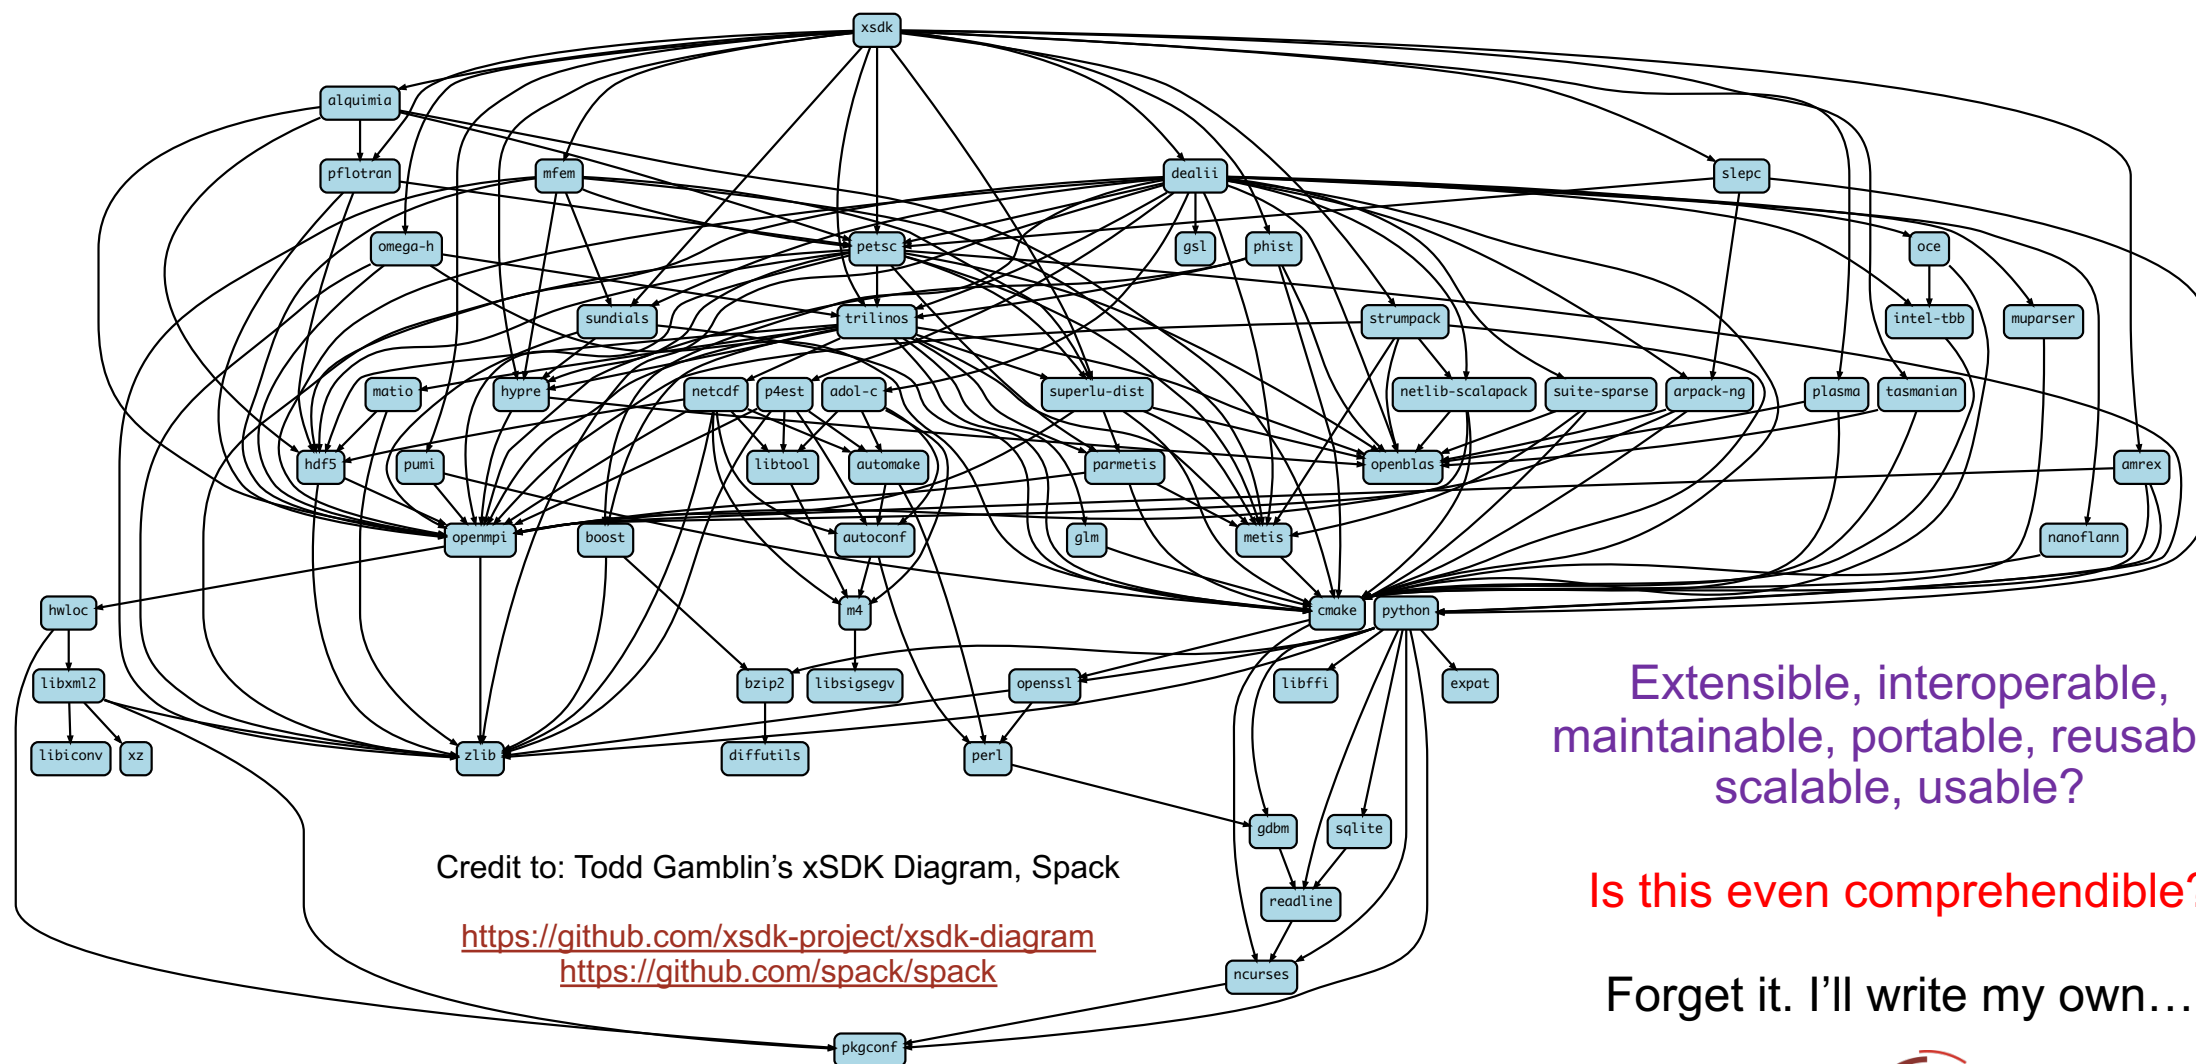 xsdk
alquimia
pflotran
mfem
dealii
slepc
omega-h
petsc
gsl
phist
oce
sundials
trilinos
strumpack
intel-tbb
muparser
matio
hypre
netcdf
p4est
adol-c
superlu-dist
netlib-scalapack
suite-sparse
arpack-ng
plasma
tasmanian
hdf5
pumi
libtool
automake
parmetis
openblas
amrex
openmpi
boost
autoconf
glm
metis
nanoflann
hwloc
m4
cmake
python
libxml2
bzip2
libsigsegv
openssl
libffi
expat
libiconv
xz
zlib
diffutils
perl
gdbm
sqlite
readline
ncurses
pkgconf
Credit to: Todd Gamblin’s xSDK Diagram, Spack
https://github.com/xsdk-project/xsdk-diagram
https://github.com/spack/spack
Extensible, interoperable,
maintainable, portable, reusab
scalable, usable?
Is this even comprehendible?
Forget it. I’ll write my own…